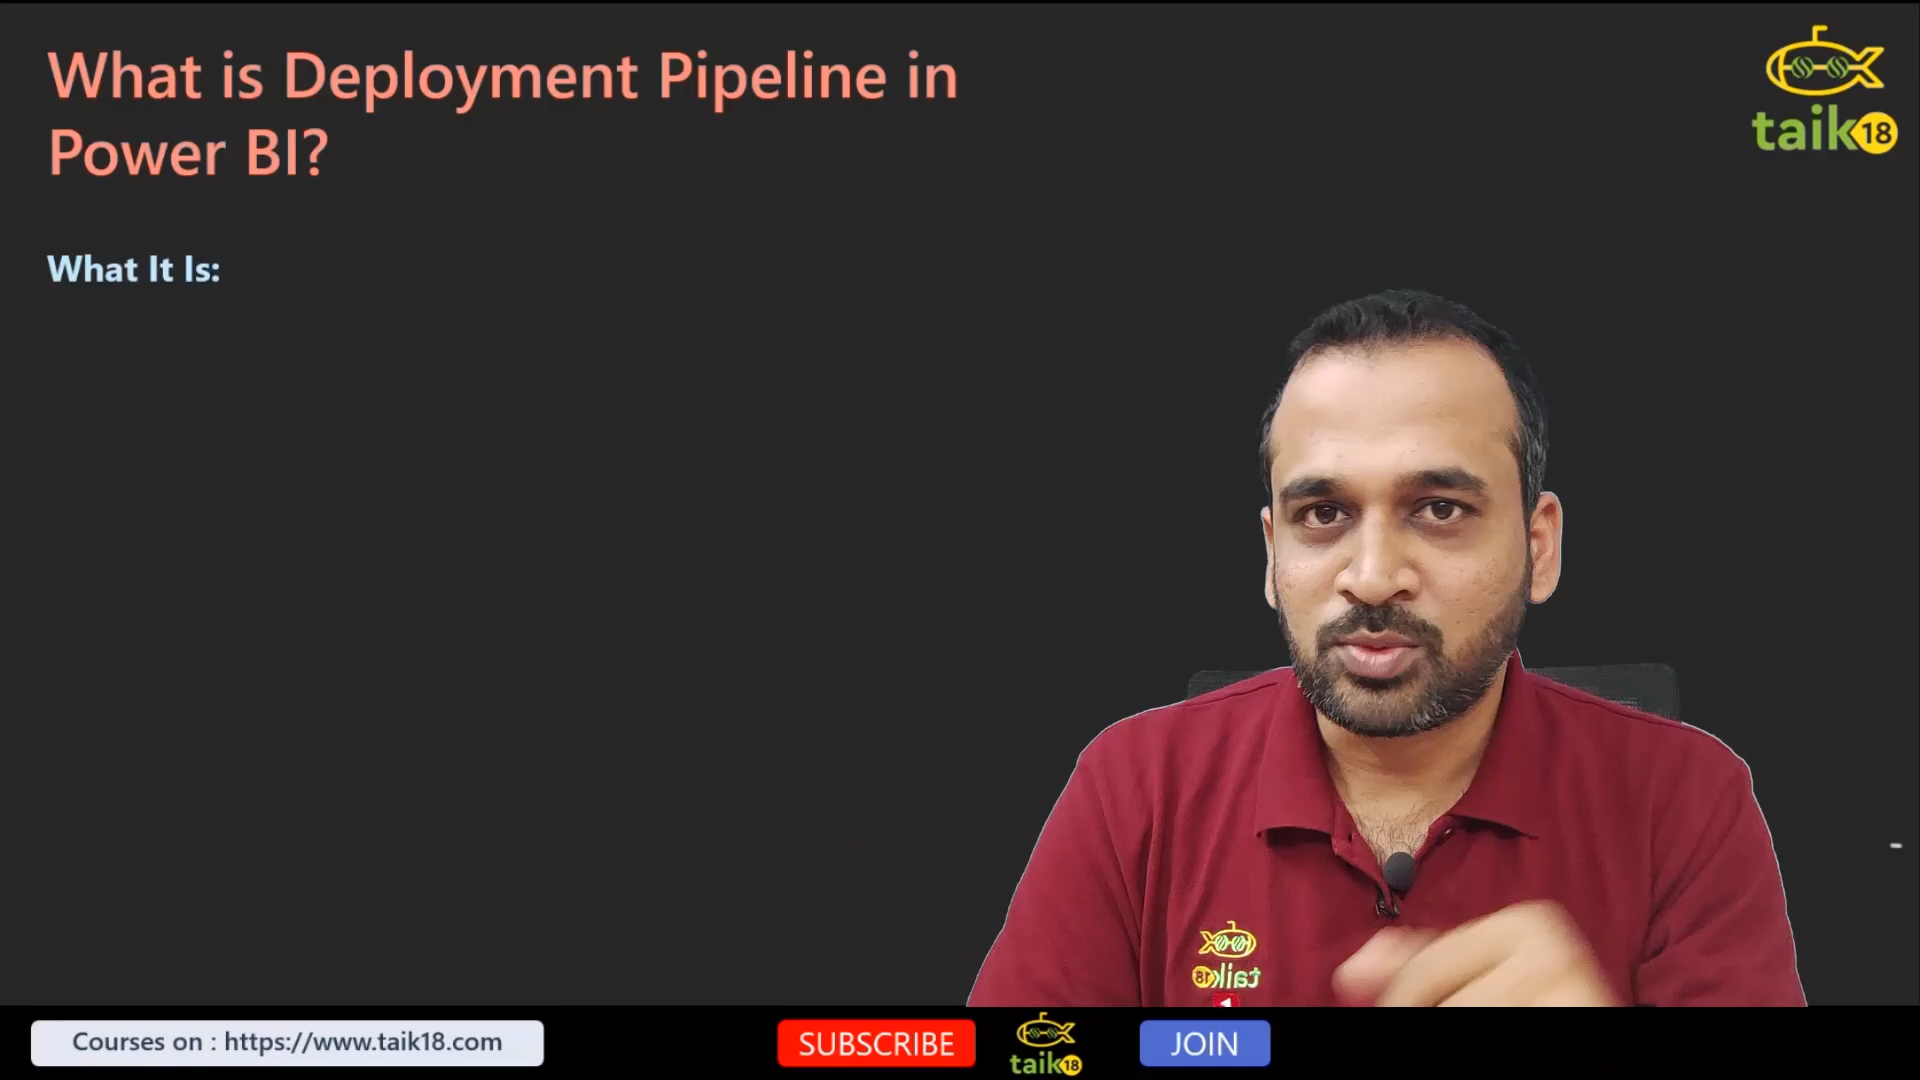 What is Deployment Pipeline in
Power BI?
taik18
What It Is:
taik18
Courses on : https://www.taik18.com
SUBSCRIBE
taik18
JOIN